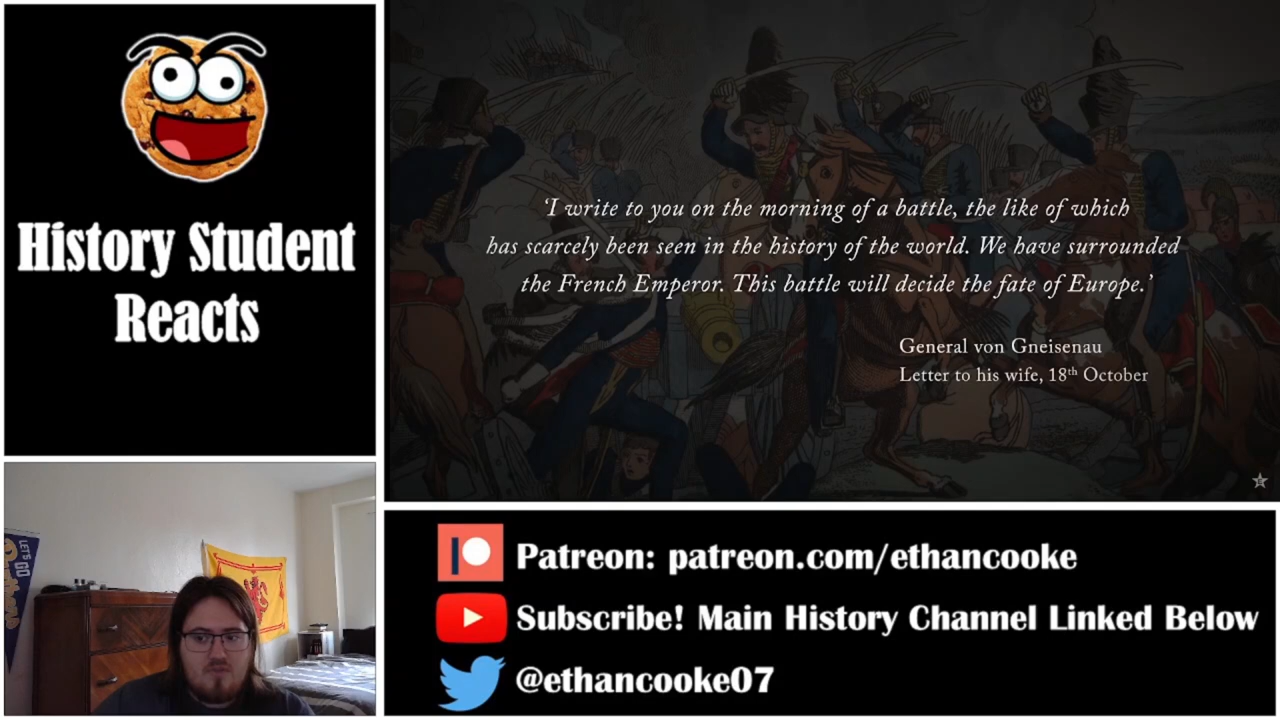 History Student
Reacts
‘I write to you on the morning of a battle, the like of which
has scarcely been seen in the history of the world. We have surrounded
the French Emperor. This battle will decide the fate of Europe.’
General von Gneisenau
Letter to his wife, 18th October
LET'S
GO
Patreon: patreon.com/ethancooke
Subscribe! Main History Channel Linked Below
@ethancooke07